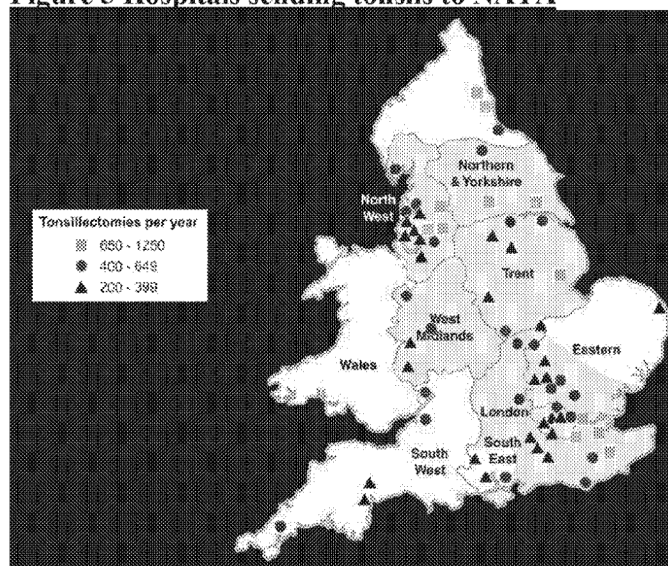 Figure 3 Hospitals sending tonsils to NATA
Northern
& Yorkshire
North
West
Tonsillectomies per year
650 - 1250
400 - 649
200 - 399
Trent
West
Midlands
Eastern
Wales
London
South
East
South
West